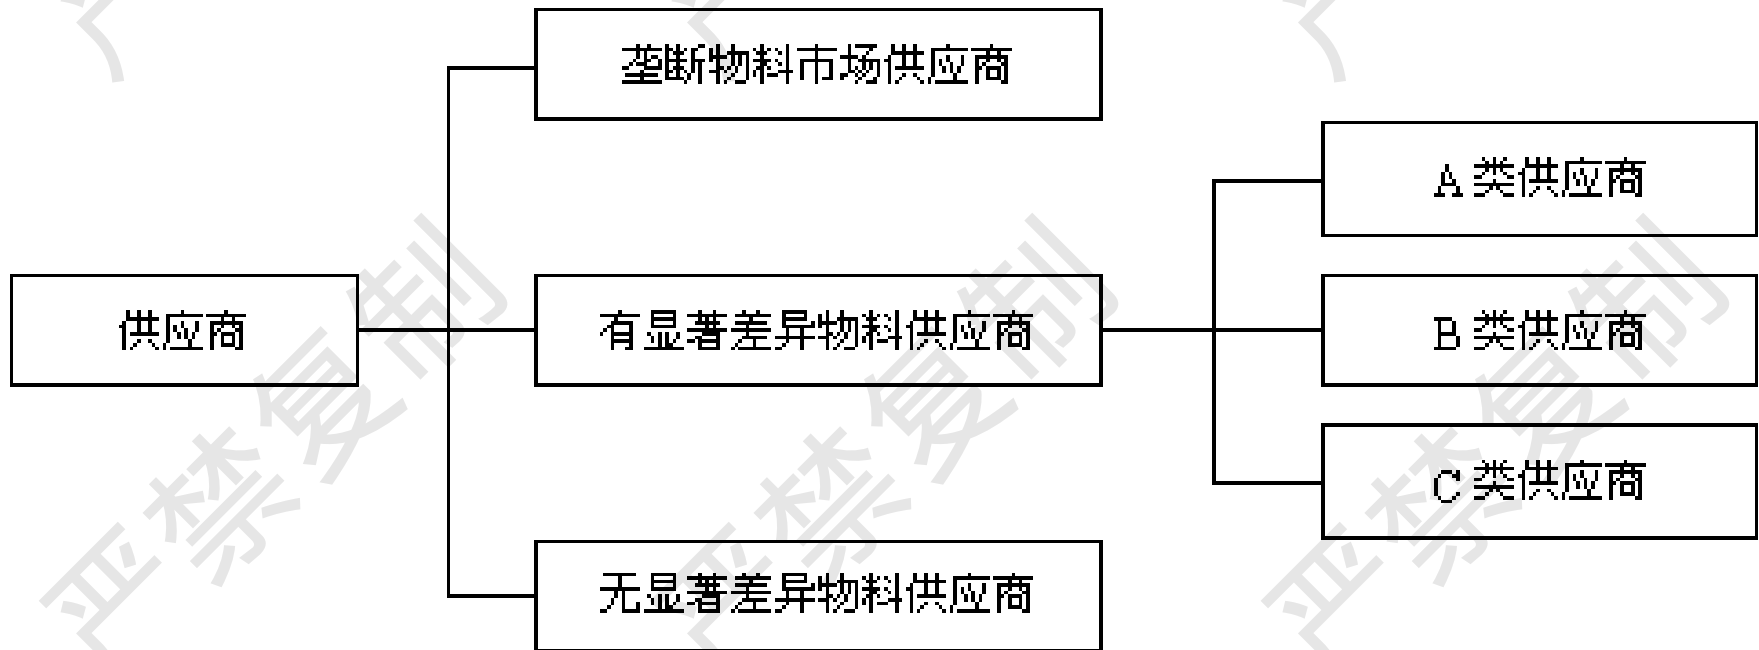 垄断物料市场供应商
A 类供应商
供应商
有显著差异物料供应商
B 类供应商
C 类供应商
无显著差异物料供应商
严禁复制
严禁复制
严禁复制